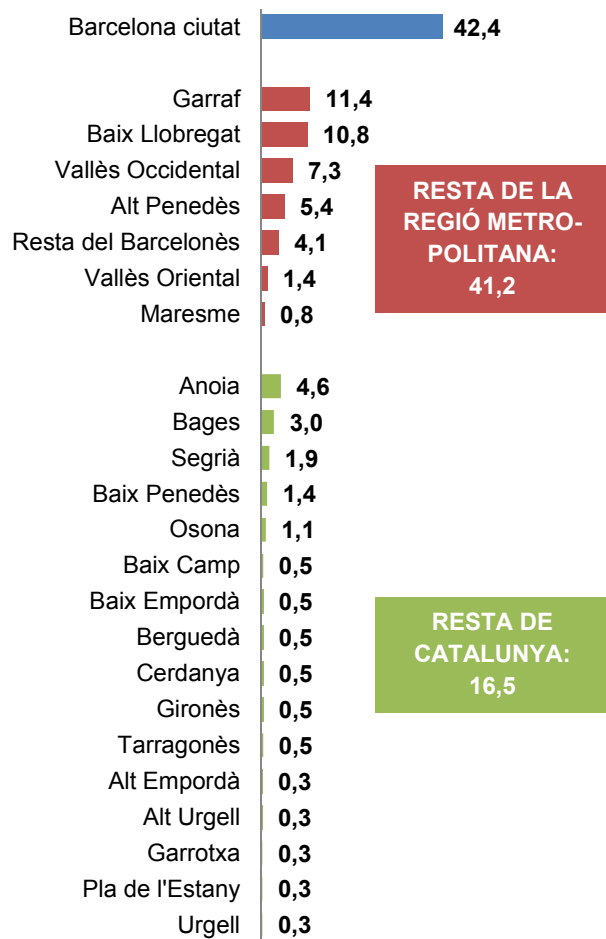 Barcelona ciutat 42,4
Garraf 11,4
Baix Llobregat 10,8
Vallès Occidental 7,3
Alt Penedès 5,4
Resta del Barcelonès 4,1
Vallès Oriental 1,4
Maresme 0,8
RESTA DE LA
REGIÓ METRO-
POLITANA:
41,2
Anoia 4,6
Bages 3,0
Segrià 1,9
Baix Penedès 1,4
Osona 1,1
Baix Camp 0,5
Baix Empordà 0,5
Berguedà 0,5
Cerdanya 0,5
Gironès 0,5
Tarragonès 0,5
Alt Empordà 0,3
Alt Urgell 0,3
Garrotxa 0,3
Pla de l'Estany 0,3
Urgell 0,3
RESTA DE
CATALUNYA:
16,5